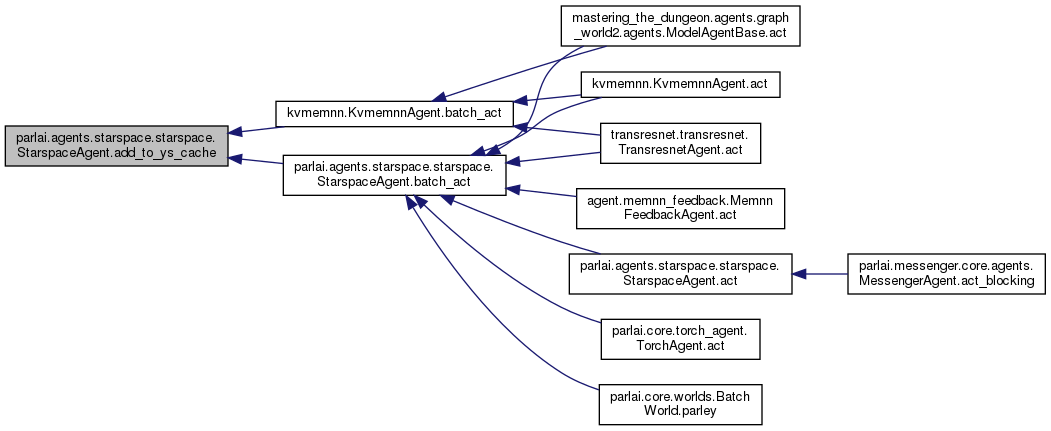 mastering_the_dungeon.agents.graph
_world2.agents.ModelAgentBase.act
kvmemnn.KvmemnnAgent.act
kvmemnn.KvmemnnAgent.batch_act
parlai.agents.starspace.starspace.
StarspaceAgent.add_to_ys_cache
transresnet.transresnet.
TransresnetAgent.act
parlai.agents.starspace.starspace.
StarspaceAgent.batch_act
agent.memnn_feedback.Memnn
FeedbackAgent.act
parlai.agents.starspace.starspace.
StarspaceAgent.act
parlai.messenger.core.agents.
MessengerAgent.act_blocking
parlai.core.torch_agent.
TorchAgent.act
parlai.core.worlds.Batch
World.parley